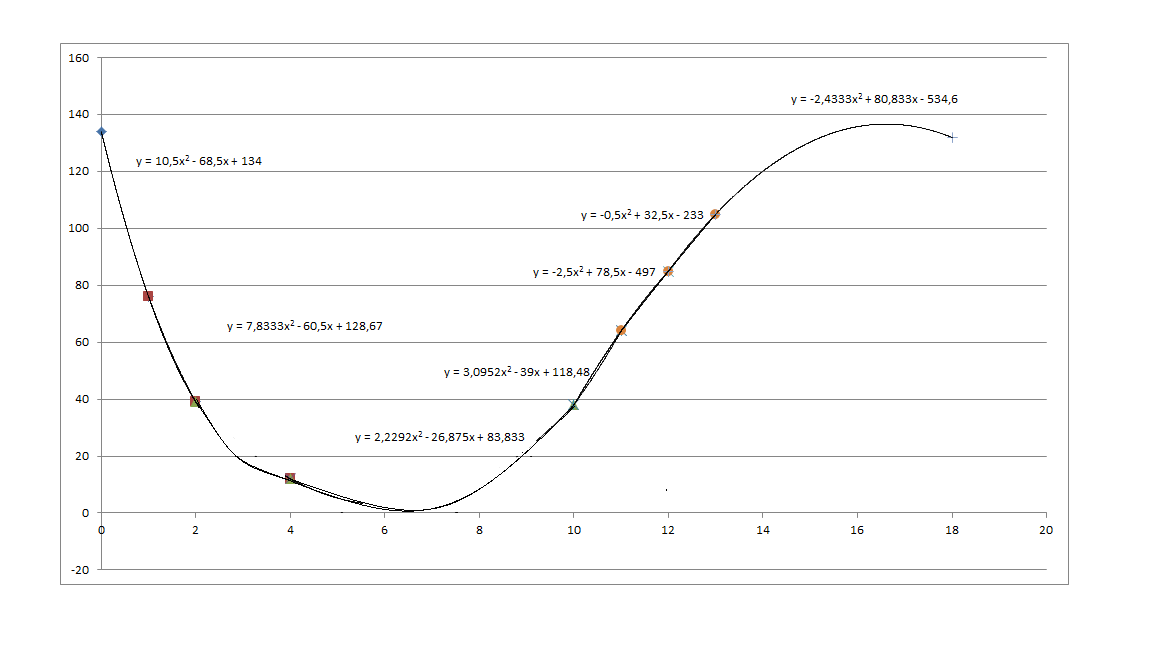 160
y = -2,4333x² + 80,833x - 534,6
140
y = 10,5x² - 68,5x + 134
120
y = -0,5x² + 32,5x - 233
100
y = -2,5x² + 78,5x - 497
80
y = 7,8333x² - 60,5x + 128,67
60
y = 3,0952x² - 39x + 118,48
40
y = 2,2292x² - 26,875x + 83,833
20
0
0 2 4 6 8 10 12 14 16 18 20
-20